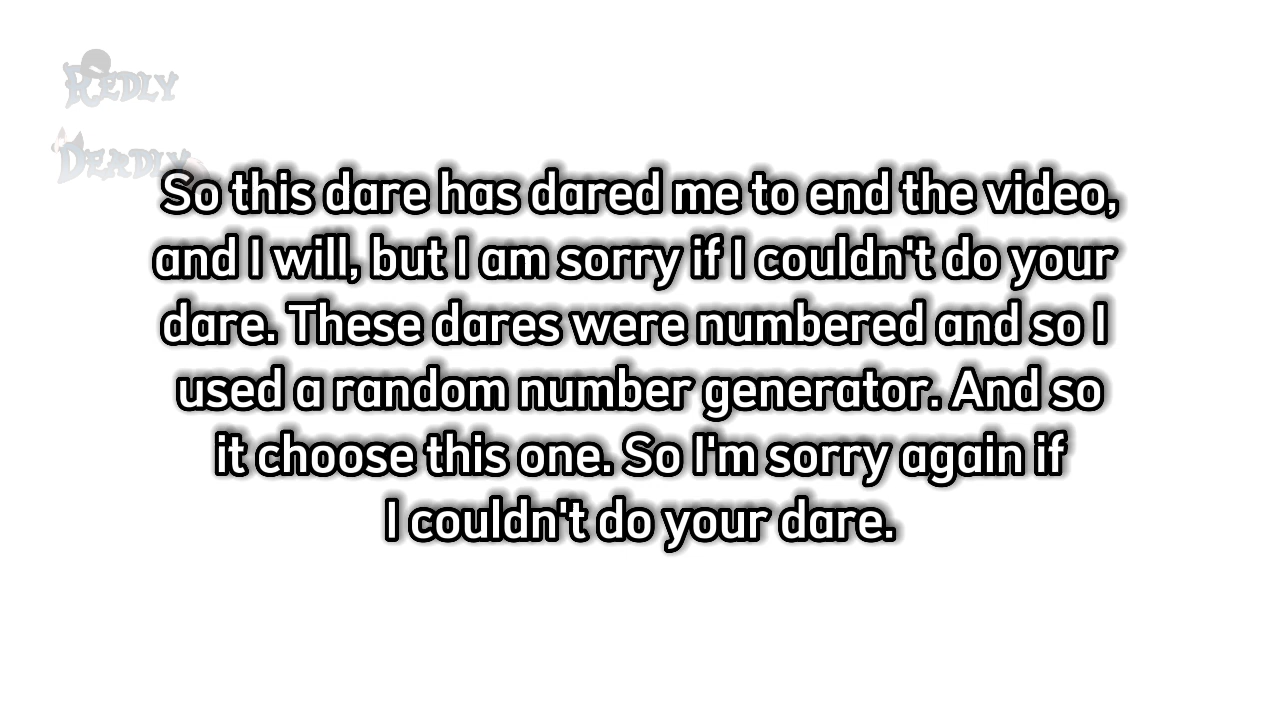 REDLY
DEADLY
So this dare has dared me to end the video,
and I will, but I am sorry if I couldn't do your
dare. These dares were numbered and so I
used a random number generator. And so
it choose this one. So I'm sorry again if
I couldn't do your dare.